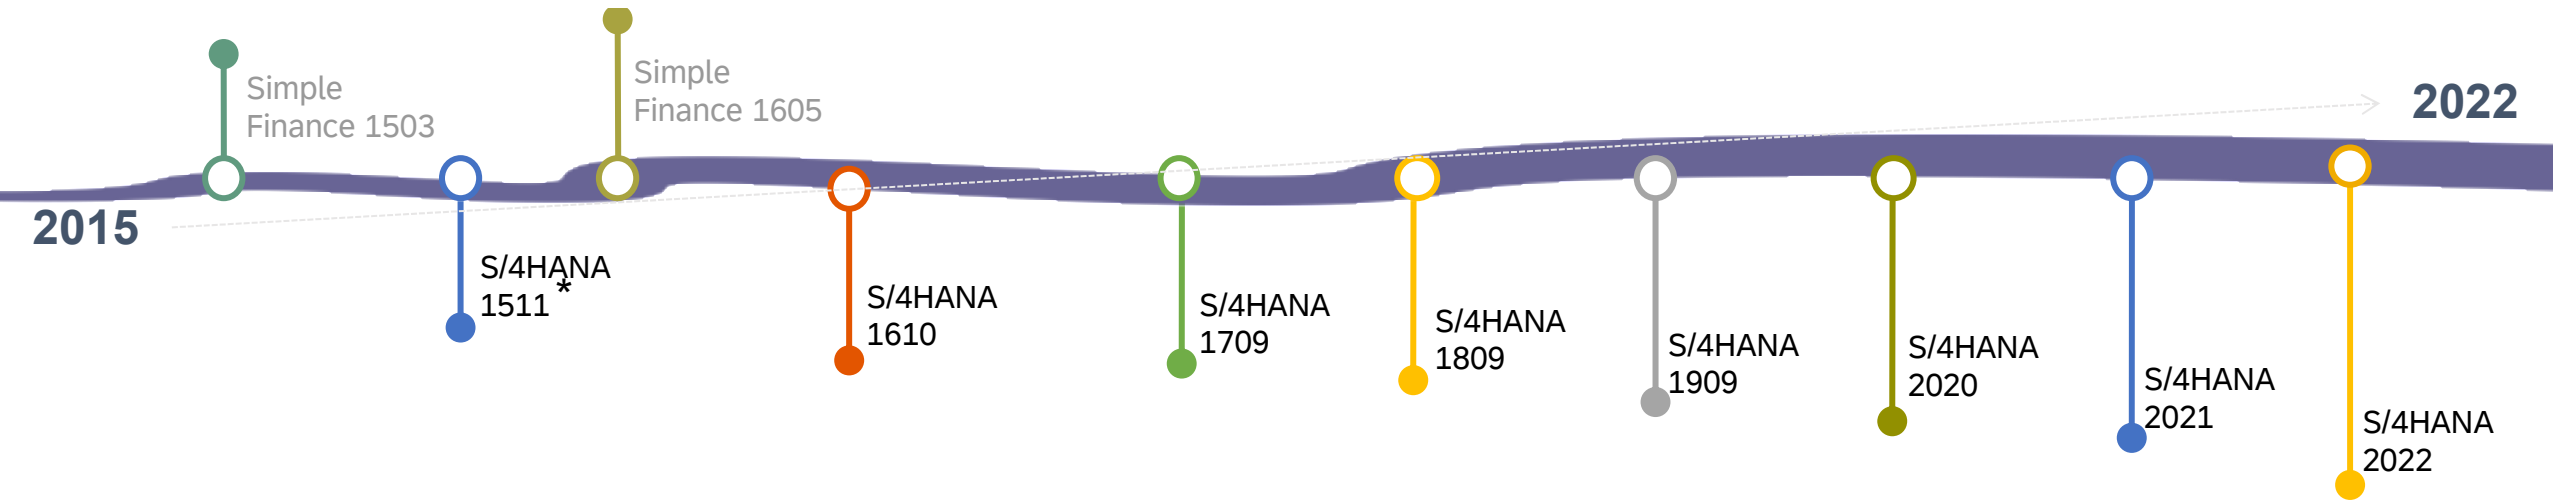 2015
Simple
Finance 1503
S/4HANA
1511 *
Simple
Finance 1605
S/4HANA
1610
S/4HANA
1709
S/4HANA
1809
S/4HANA
1909
S/4HANA
2020
S/4HANA
2021
S/4HANA
2022
2022